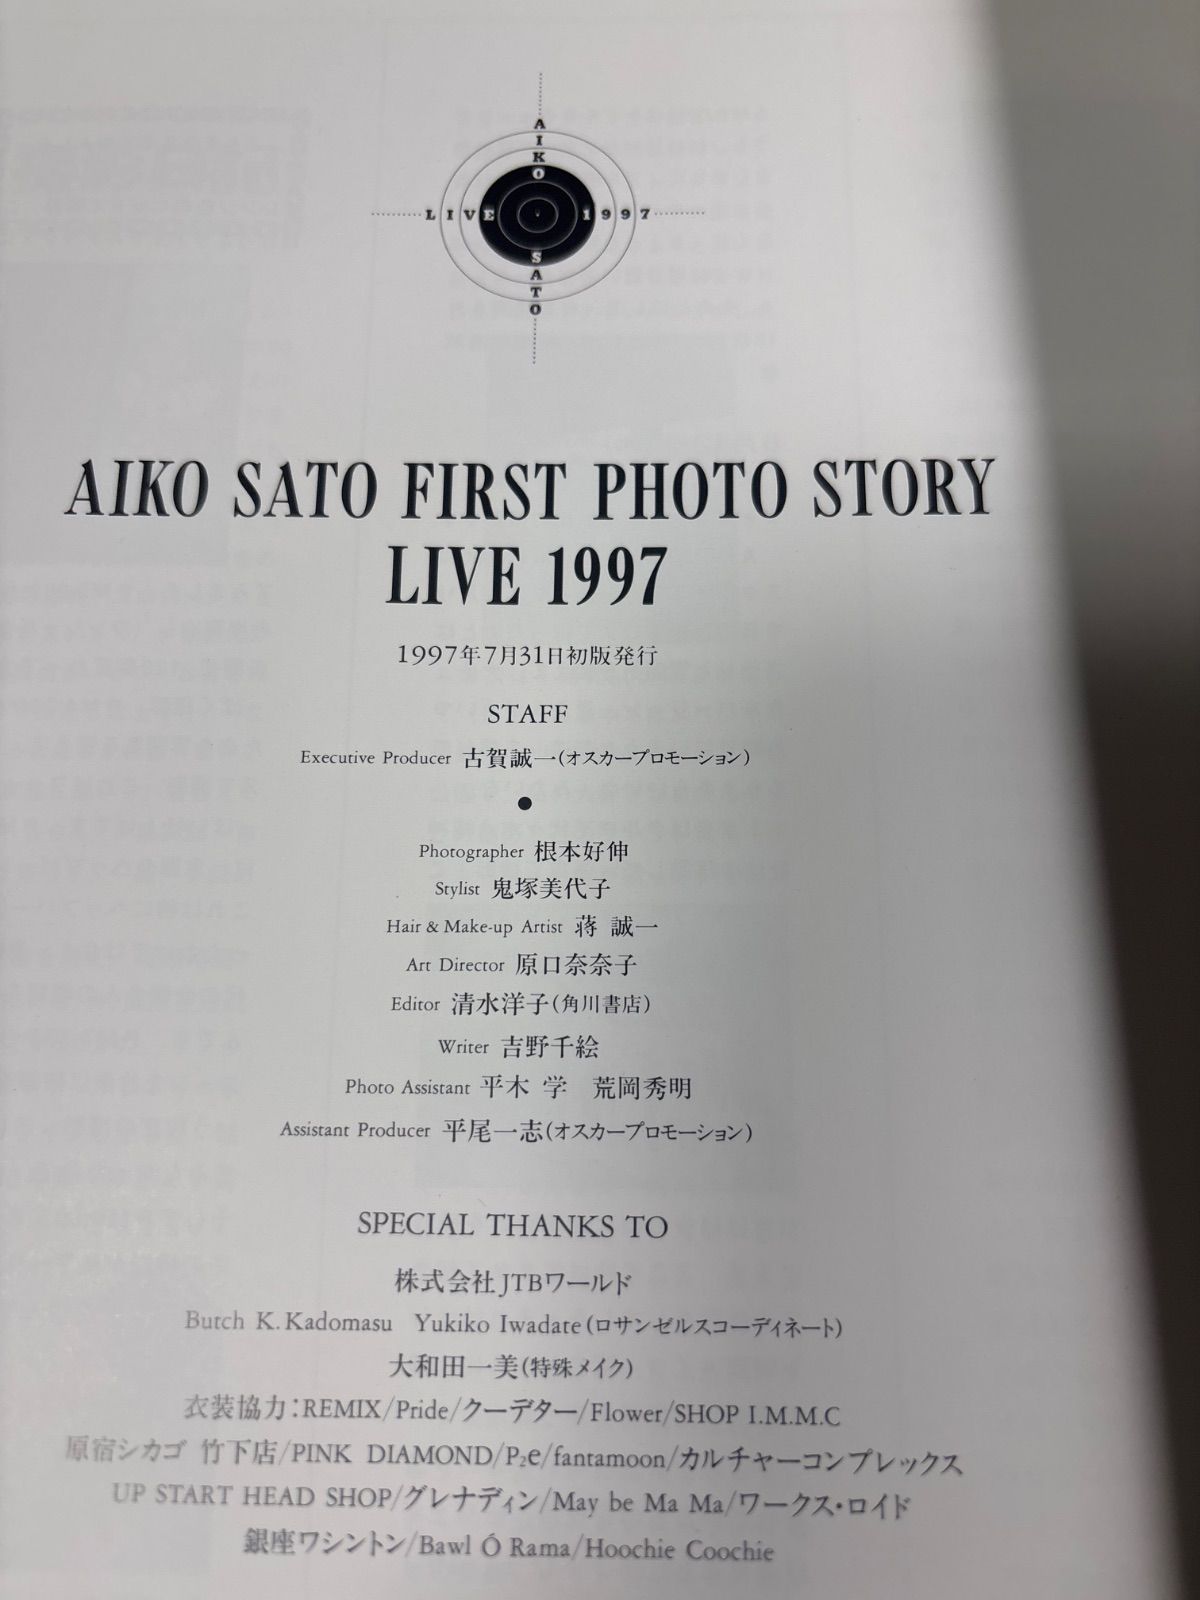 AIKO SATO
LIVE 1997
AIKO SATO FIRST PHOTO STORY
LIVE 1997
1997年7月31日初版発行
STAFF
Executive Producer 古賀誠一(オスカープロモーション)
●
Photographer 根本好伸
Stylist 鬼塚美代子
Hair & Make-up Artist 蒋 誠一
Art Director 原口奈奈子
Editor 清水洋子(角川書店)
Writer 吉野千絵
Photo Assistant 平木 学 荒岡秀明
Assistant Producer 平尾一志(オスカープロモーション)
SPECIAL THANKS TO
株式会社JTBワールド
Butch K. Kadomasu Yukiko Iwadate(ロサンゼルスコーディネート)
大和田一美(特殊メイク)
衣装協力:REMIX/Pride/クーデター/Flower/SHOP I.M.M.C
原宿シカゴ 竹下店/PINK DIAMOND/P₂e/fantamoon/カルチャーコンプレックス
UP START HEAD SHOP/グレナディン/May be Ma Ma/ワークス・ロイド
銀座ワシントン/Bawl Ó Rama/Hoochie Coochie